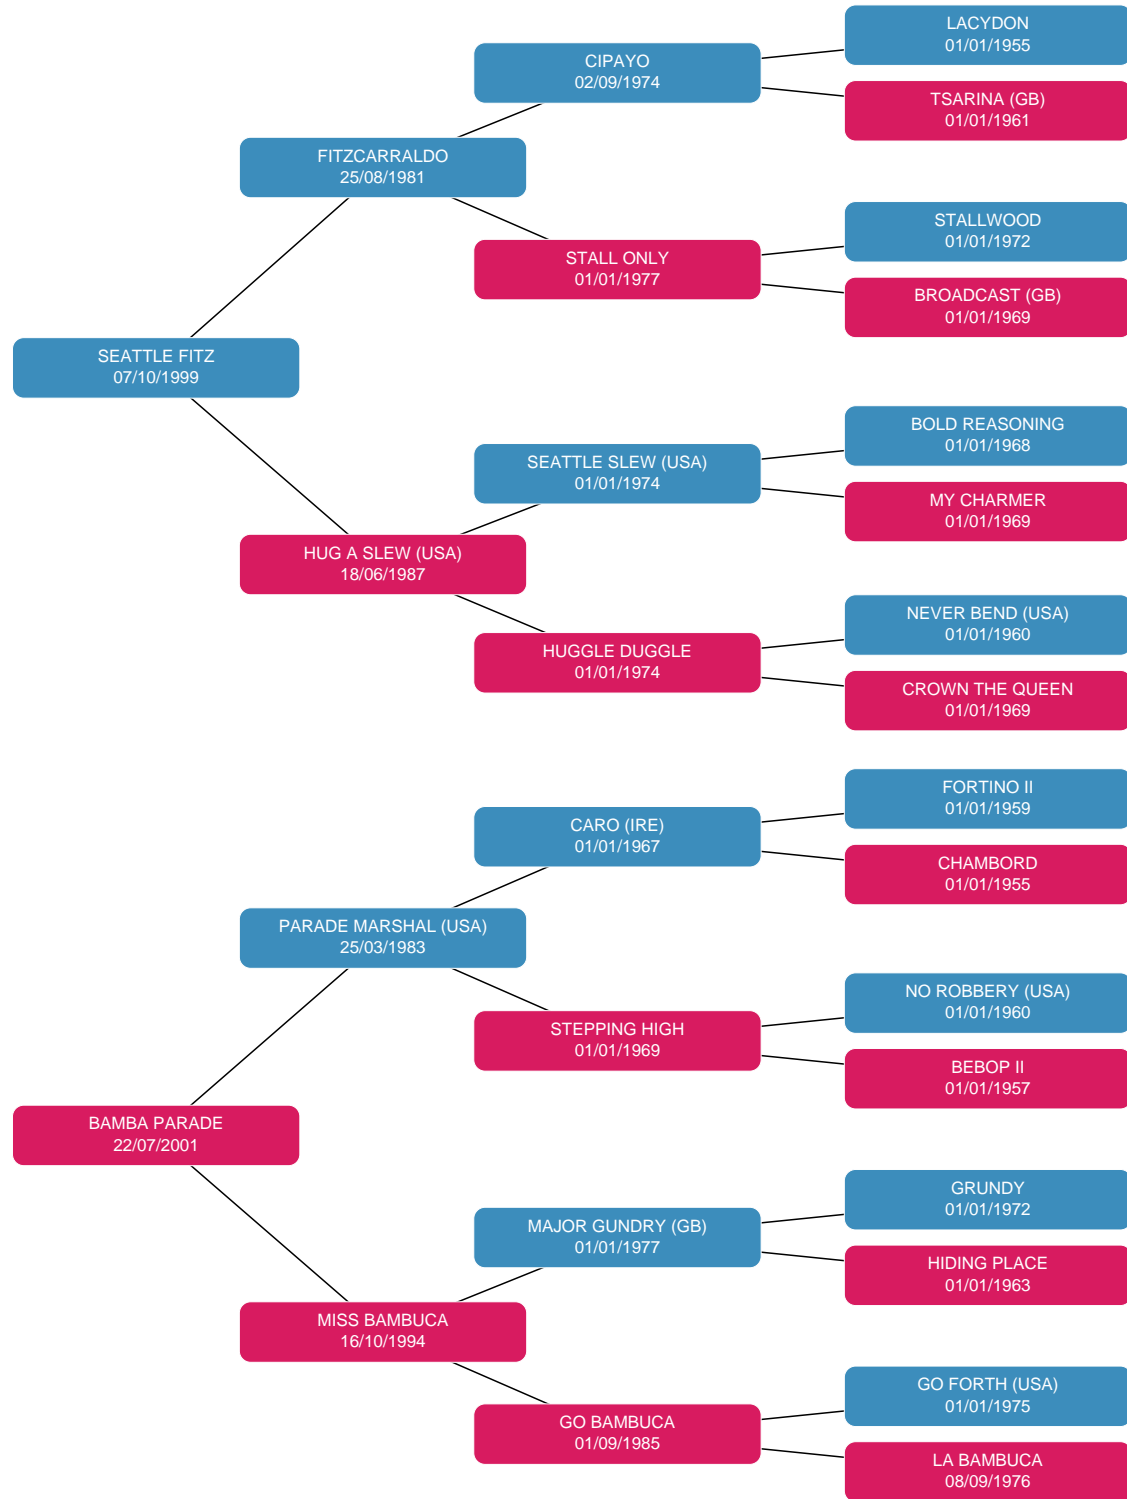 LACYDON
01/01/1955
CIPAYO
02/09/1974
TSARINA (GB)
01/01/1961
FITZCARRALDO
25/08/1981
STALLWOOD
01/01/1972
STALL ONLY
01/01/1977
BROADCAST (GB)
01/01/1969
SEATTLE FITZ
07/10/1999
BOLD REASONING
01/01/1968
SEATTLE SLEW (USA)
01/01/1974
MY CHARMER
01/01/1969
HUG A SLEW (USA)
18/06/1987
NEVER BEND (USA)
01/01/1960
HUGGLE DUGGLE
01/01/1974
CROWN THE QUEEN
01/01/1969
FORTINO II
01/01/1959
CARO (IRE)
01/01/1967
CHAMBORD
01/01/1955
PARADE MARSHAL (USA)
25/03/1983
NO ROBBERY (USA)
01/01/1960
STEPPING HIGH
01/01/1969
BEBOP II
01/01/1957
BAMBA PARADE
22/07/2001
GRUNDY
01/01/1972
MAJOR GUNDRY (GB)
01/01/1977
HIDING PLACE
01/01/1963
MISS BAMBUCA
16/10/1994
GO FORTH (USA)
01/01/1975
GO BAMBUCA
01/09/1985
LA BAMBUCA
08/09/1976